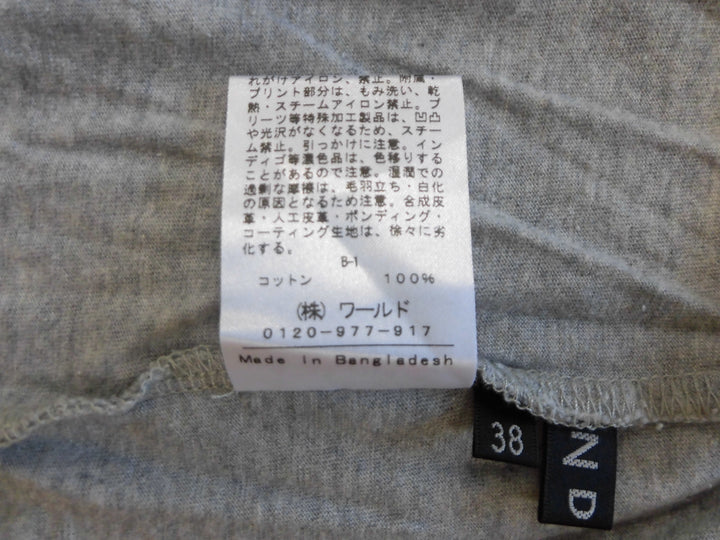 れがけアイロン、禁止。附属・
プリント部分は、もみ洗い、乾
熱・スチームアイロン禁止。プ
リーツ等特殊加工製品は、凹凸
や光沢がなくなるため、スチー
ム禁止。引っかけに注意。イン
ディゴ等濃色品は、色移りする
ことがあるので注意。湿潤での
過剰な摩擦は、毛羽立ち・白化
の原因となるため注意。合成皮
革・人工皮革・ボンディング・
コーティング生地は、徐々に劣
化する。
B-1
コットン 100%
(株) ワールド
0120-977-917
Made in Bangladesh
38
ND